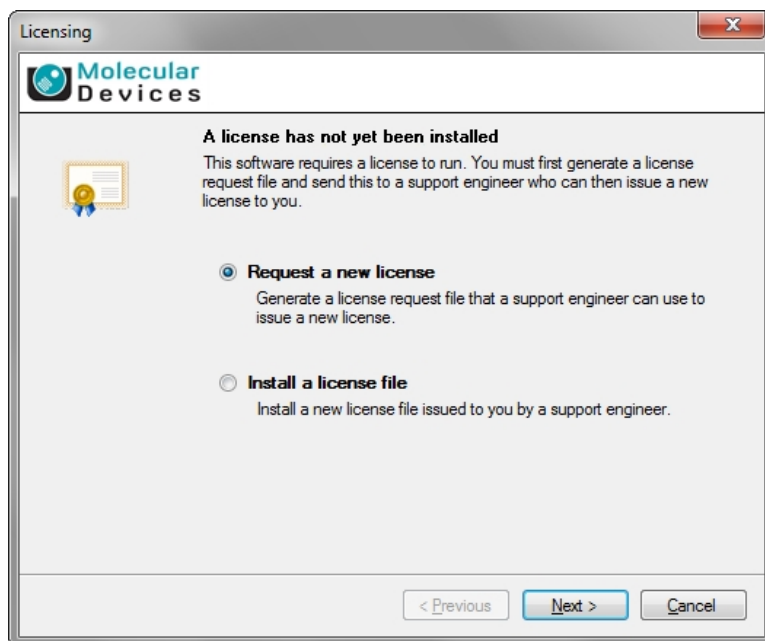 Licensing
Molecular
Devices
A license has not yet been installed
This software requires a license to run. You must first generate a license
request file and send this to a support engineer who can then issue a new
license to you.
Request a new license
Generate a license request file that a support engineer can use to
issue a new license.
Install a license file
Install a new license file issued to you by a support engineer.
< Previous
Next >
Cancel